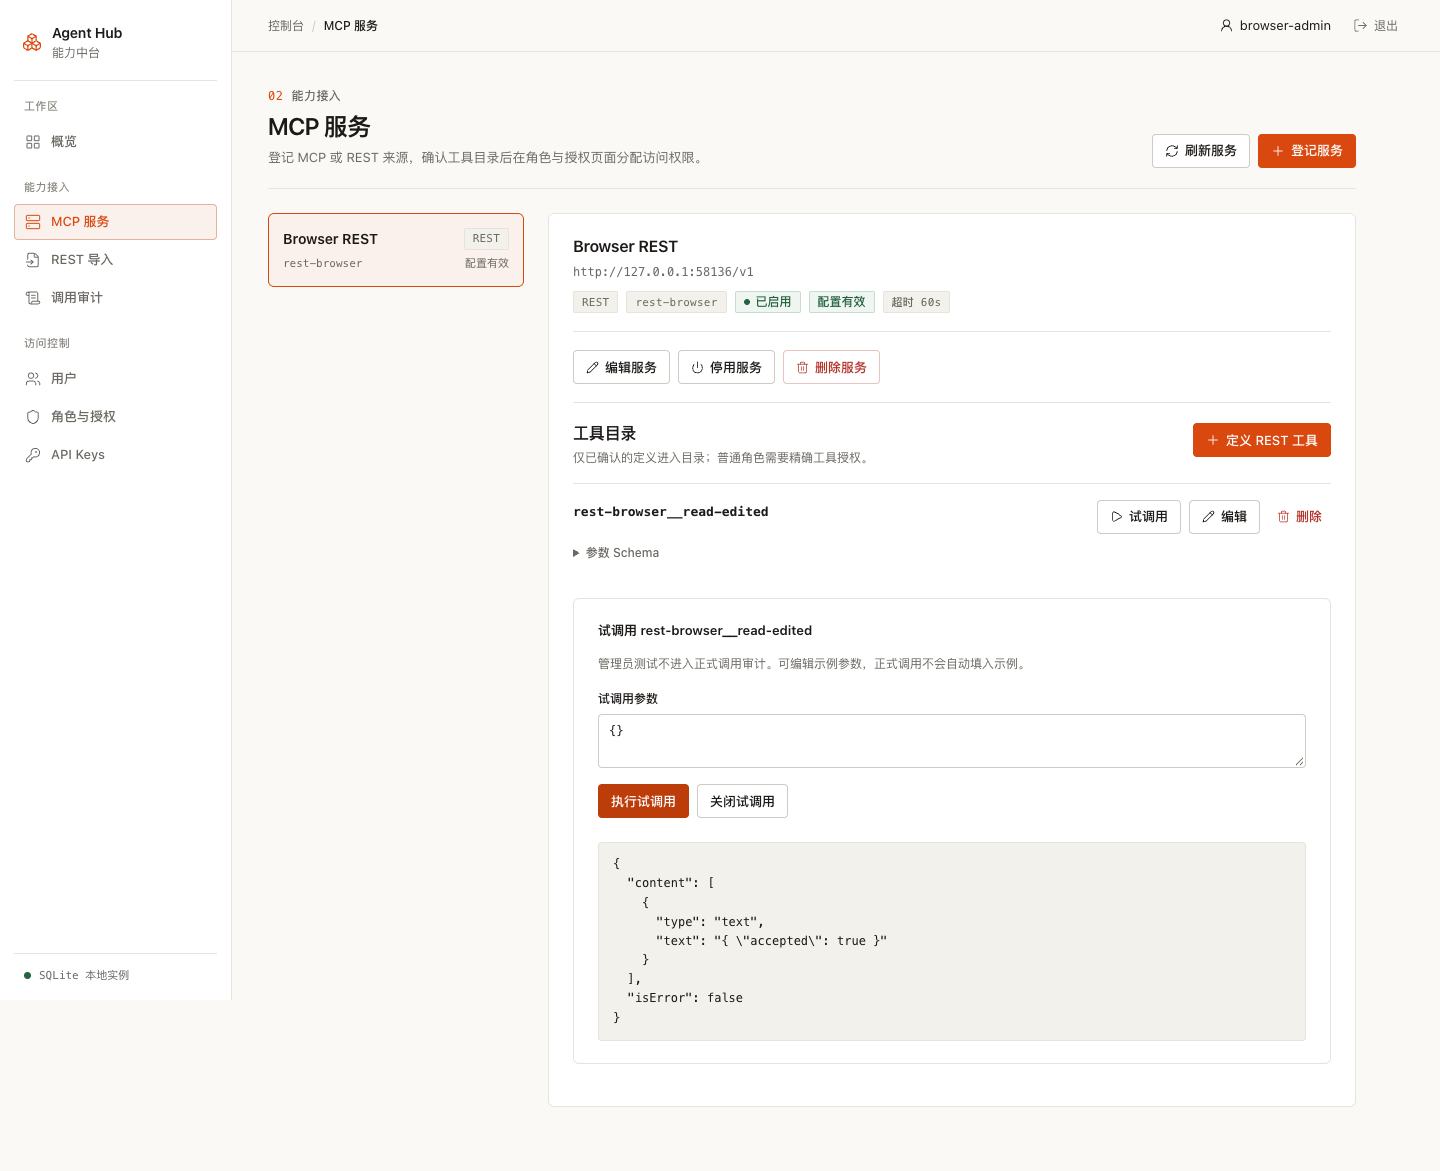 Agent Hub
能力中台
工作区
概览
能力接入
MCP 服务
REST 导入
调用审计
访问控制
用户
角色与授权
API Keys
SQLite 本地实例
控制台 / MCP 服务
browser-admin
退出
02 能力接入
MCP 服务
登记 MCP 或 REST 来源，确认工具目录后在角色与授权页面分配访问权限。
刷新服务
登记服务
Browser REST
REST
rest-browser
配置有效
Browser REST
http://127.0.0.1:58136/v1
REST
rest-browser
已启用
配置有效
超时 60s
编辑服务
停用服务
删除服务
工具目录
仅已确认的定义进入目录；普通角色需要精确工具授权。
定义 REST 工具
rest-browser__read-edited
试调用
编辑
删除
参数 Schema
试调用 rest-browser__read-edited
管理员测试不进入正式调用审计。可编辑示例参数，正式调用不会自动填入示例。
试调用参数
{}
执行试调用
关闭试调用
{
  "content": [
    {
      "type": "text",
      "text": "{ \"accepted\": true }"
    }
  ],
  "isError": false
}